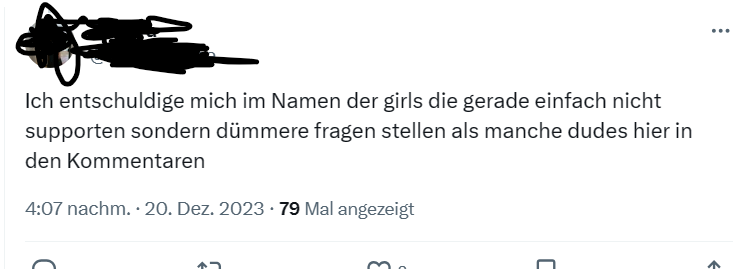 Ich entschuldige mich im Namen der girls die gerade einfach nicht
supporten sondern dümmere fragen stellen als manche dudes hier in
den Kommentaren
4:07 nachm. · 20. Dez. 2023 · 79 Mal angezeigt